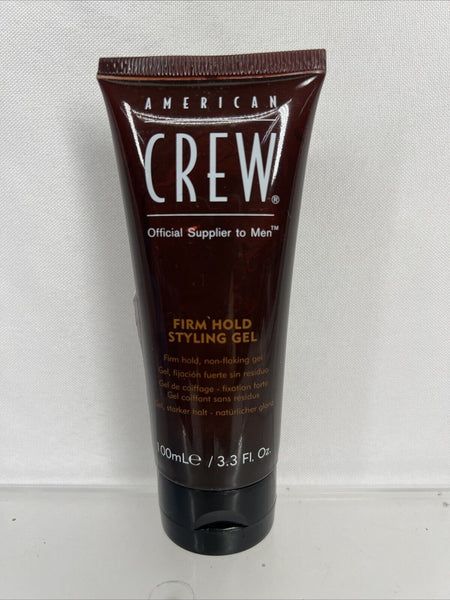 AMERICAN
CREW®
Official Supplier to Men™
FIRM HOLD
STYLING GEL
Firm hold, non-flaking gel
Gel, fijación fuerte sin residuo
Gel de coiffage - fixation forte
Gel coiffant sans résidus
Gel, starker halt - natürlicher glanz
100mL℮ / 3.3 Fl. Oz.